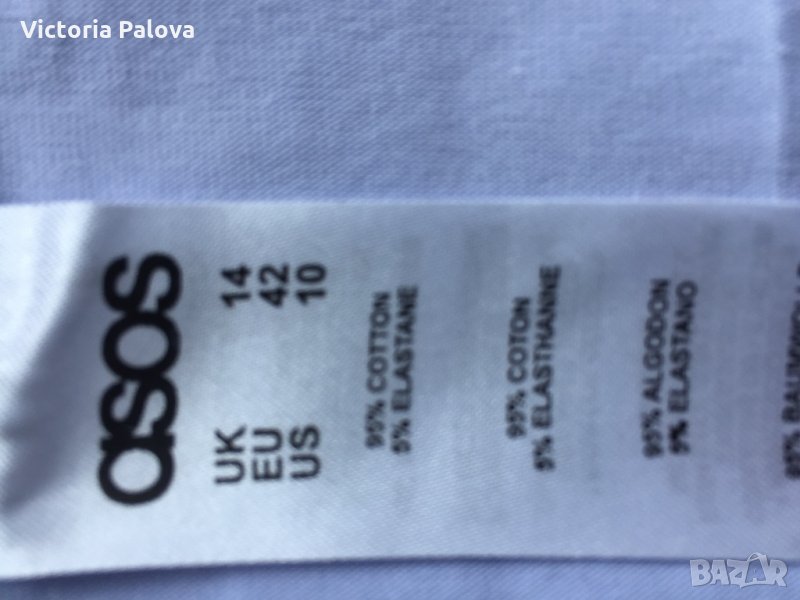 Victoria Palova
asos
UK 14
EU 42
US 10
95% COTTON
5% ELASTANE
95% COTON
5% ELASTHANNE
95% ALGODON
5% ELASTANO
BAZAR